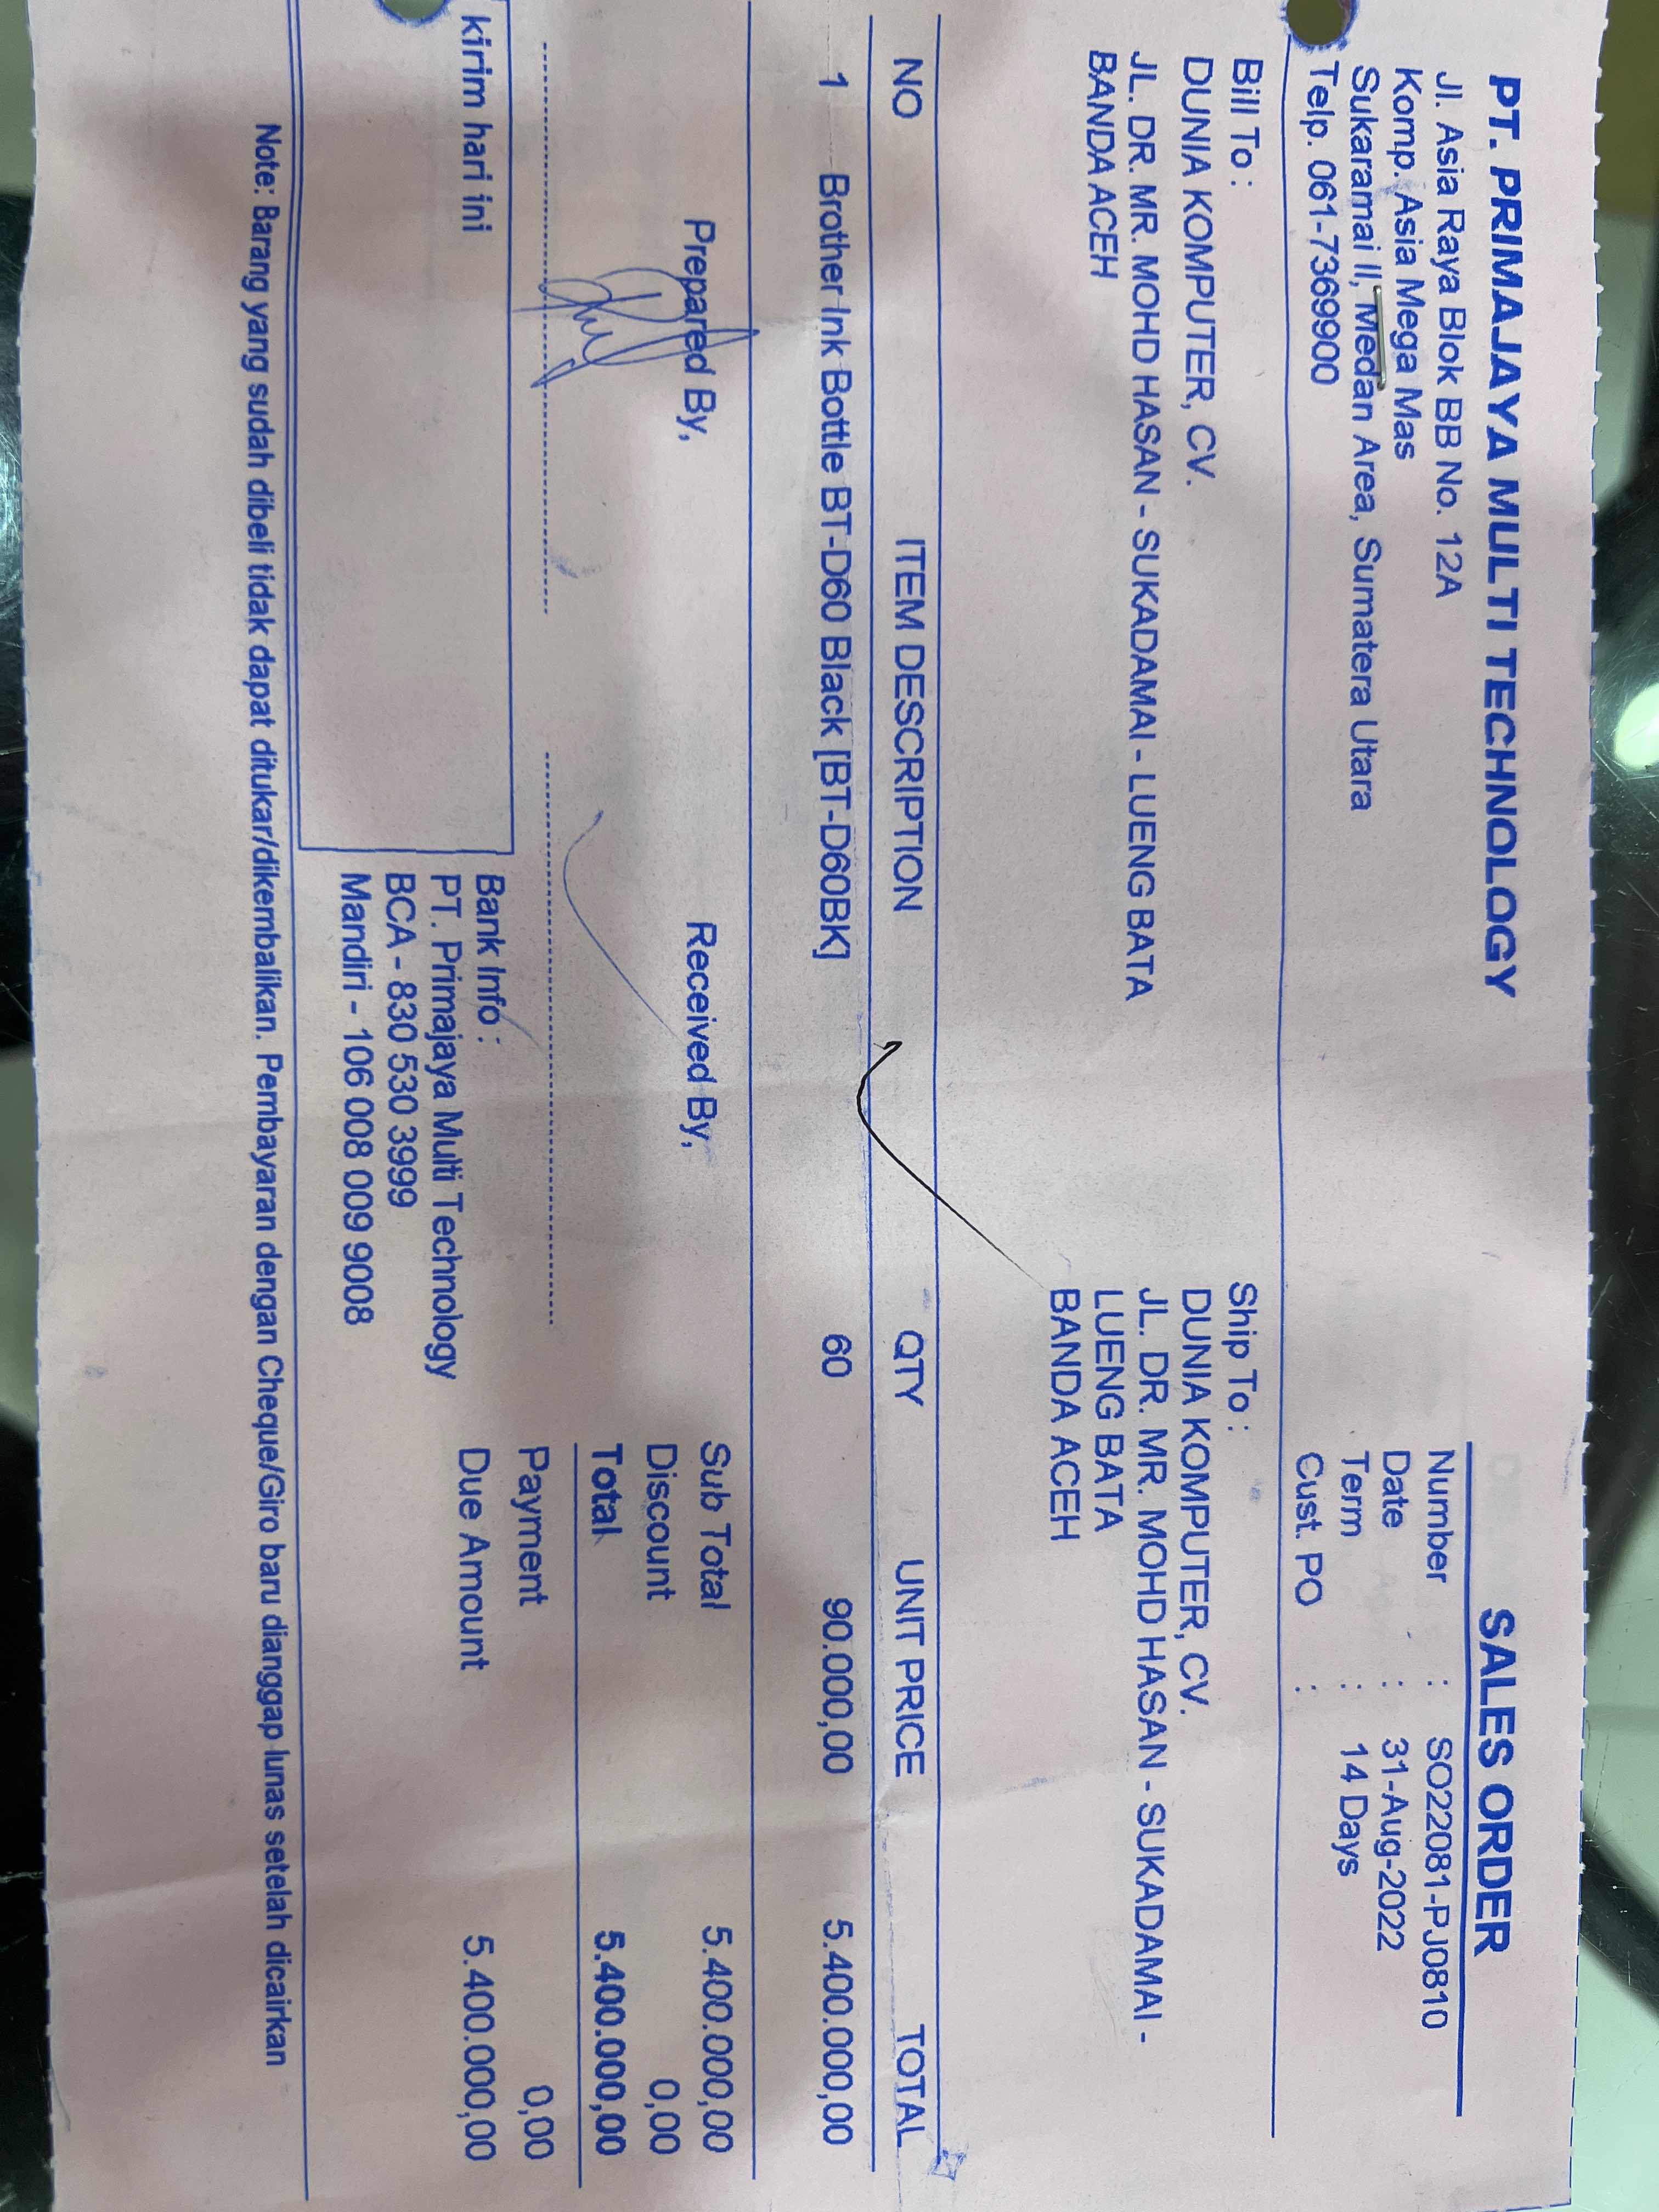 PT. PRIMAJAYA MULTI TECHNOLOGY
Jl. Asia Raya Blok BB No. 12A
Komp. Asia Mega Mas
Sukaramai II, Medan Area, Sumatera Utara
Telp. 061-7369900
SALES ORDER
Number : SO22081-PJ0810
Date : 31-Aug-2022
Term : 14 Days
Cust. PO :
Bill To :
DUNIA KOMPUTER, CV.
JL. DR. MR. MOHD HASAN - SUKADAMAI - LUENG BATA
BANDA ACEH
Ship To :
DUNIA KOMPUTER, CV.
JL. DR. MR. MOHD HASAN - SUKADAMAI -
LUENG BATA
BANDA ACEH
NO ITEM DESCRIPTION QTY UNIT PRICE TOTAL
1 Brother Ink Bottle BT-D60 Black [BT-D60BK] 60 90.000,00 5.400.000,00
Prepared By, Received By,
Sub Total 5.400.000,00
Discount 0,00
Total 5.400.000,00
Payment 0,00
Due Amount 5.400.000,00
kirim hari ini
Bank Info :
PT. Primajaya Multi Technology
BCA - 830 530 3999
Mandiri - 106 008 009 9008
Note: Barang yang sudah dibeli tidak dapat ditukar/dikembalikan. Pembayaran dengan Cheque/Giro baru dianggap lunas setelah dicairkan